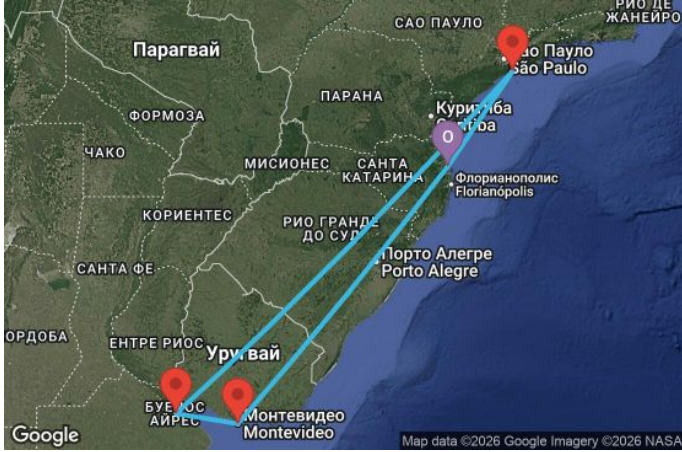 РИО ДЕ
ЖАНЕЙРО
САО ПАУЛО
Сао Пауло
São Paulo
Парагвай
ПАРАНА
Куритиба
Curitiba
ФОРМОЗА
O
ЧАКО
МИСИОНЕС
САНТА
КАТАРИНА
Флорианополис
Florianópolis
КОРИЕНТЕС
РИО ГРАНДЕ
ДО СУЛ
Порто Алегре
Porto Alegre
САНТА ФЕ
ОРДОБА
ЕНТРЕ РИОС
Уругвай
БУЕНОС
АЙРЕС
Монтевидео
Montevideo
Google
Map data ©2026 Google Imagery ©2026 NASA